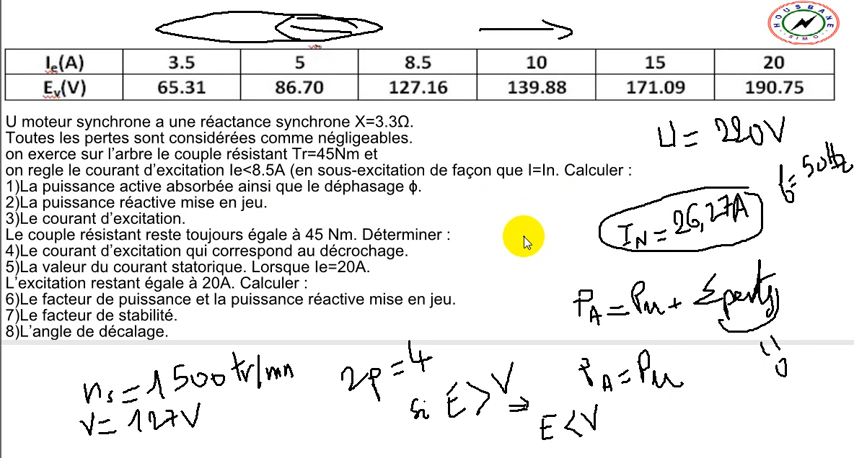 HOUSBANE
SIMO
Ie(A) 3.5 5 8.5 10 15 20
Ev(V) 65.31 86.70 127.16 139.88 171.09 190.75
U moteur synchrone a une réactance synchrone X=3.3Ω.
Toutes les pertes sont considérées comme négligeables.
on exerce sur l'arbre le couple résistant Tr=45Nm et
on regle le courant d'excitation Ie<8.5A (en sous-excitation de façon que I=In. Calculer :
1)La puissance active absorbée ainsi que le déphasage ϕ.
2)La puissance réactive mise en jeu.
3)Le courant d'excitation.
Le couple résistant reste toujours égale à 45 Nm. Déterminer :
4)Le courant d'excitation qui correspond au décrochage.
5)La valeur du courant statorique. Lorsque Ie=20A.
L'excitation restant égale à 20A. Calculer :
6)Le facteur de puissance et la puissance réactive mise en jeu.
7)Le facteur de stabilité.
8)L'angle de décalage.
U = 220V
f = 50Hz
IN = 26,27A
PA = Pu + Σpertes
=0
PA = Pu
ns = 1500tr/mn
2p = 4
V = 127V
si E > V ⇒
E < V